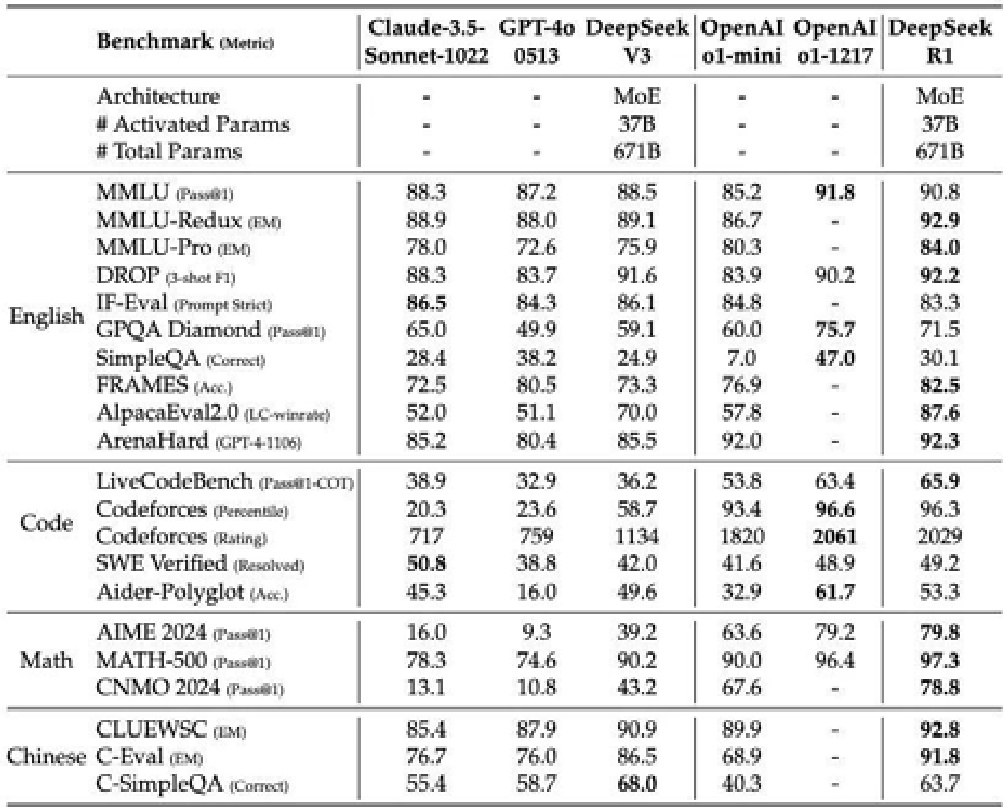 Benchmark (Metric) Claude-3.5-Sonnet-1022 GPT-4o 0513 DeepSeek V3 OpenAI o1-mini OpenAI o1-1217 DeepSeek R1
Architecture - - MoE - - MoE
# Activated Params - - 37B - - 37B
# Total Params - - 671B - - 671B
English
MMLU (Pass@1) 88.3 87.2 88.5 85.2 91.8 90.8
MMLU-Redux (EM) 88.9 88.0 89.1 86.7 - 92.9
MMLU-Pro (EM) 78.0 72.6 75.9 80.3 - 84.0
DROP (3-shot F1) 88.3 83.7 91.6 83.9 90.2 92.2
IF-Eval (Prompt Strict) 86.5 84.3 86.1 84.8 - 83.3
GPQA Diamond (Pass@1) 65.0 49.9 59.1 60.0 75.7 71.5
SimpleQA (Correct) 28.4 38.2 24.9 7.0 47.0 30.1
FRAMES (Acc.) 72.5 80.5 73.3 76.9 - 82.5
AlpacaEval2.0 (LC-winrate) 52.0 51.1 70.0 57.8 - 87.6
ArenaHard (GPT-4-1106) 85.2 80.4 85.5 92.0 - 92.3
Code
LiveCodeBench (Pass@1-COT) 38.9 32.9 36.2 53.8 63.4 65.9
Codeforces (Percentile) 20.3 23.6 58.7 93.4 96.6 96.3
Codeforces (Rating) 717 759 1134 1820 2061 2029
SWE Verified (Resolved) 50.8 38.8 42.0 41.6 48.9 49.2
Aider-Polyglot (Acc.) 45.3 16.0 49.6 32.9 61.7 53.3
Math
AIME 2024 (Pass@1) 16.0 9.3 39.2 63.6 79.2 79.8
MATH-500 (Pass@1) 78.3 74.6 90.2 90.0 96.4 97.3
CNMO 2024 (Pass@1) 13.1 10.8 43.2 67.6 - 78.8
Chinese
CLUEWSC (EM) 85.4 87.9 90.9 89.9 - 92.8
C-Eval (EM) 76.7 76.0 86.5 68.9 - 91.8
C-SimpleQA (Correct) 55.4 58.7 68.0 40.3 - 63.7